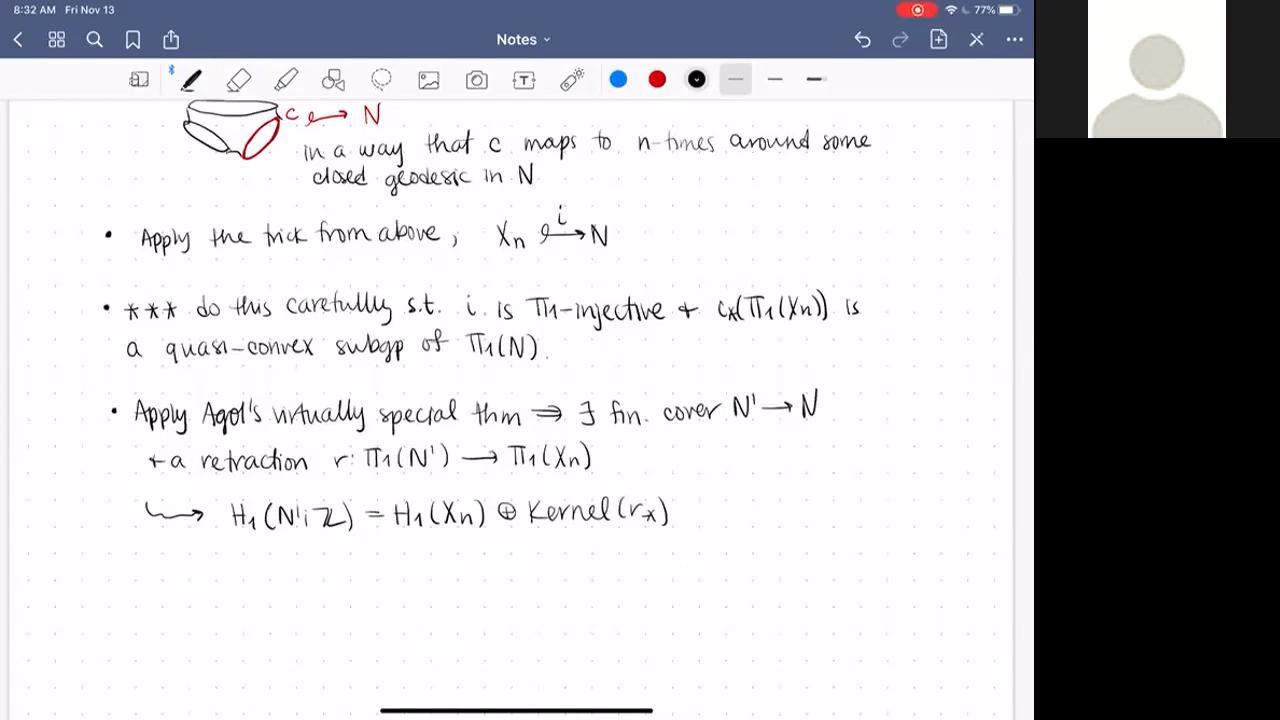 8:32 AM Fri Nov 13
77%
Notes
c ↪ N
in a way that c maps to n-times around some
closed geodesic in N
• Apply the trick from above, Xn ↪ N
i
• *** do this carefully s.t. i is π1-injective + i*(π1(Xn)) is
a quasi-convex subgp of π1(N).
• Apply Agol's virtually special thm ⇒ ∃ fin. cover N' → N
+ a retraction r: π1(N') → π1(Xn)
↪ H1(N'; Z) = H1(Xn) ⊕ Kernel(r*)